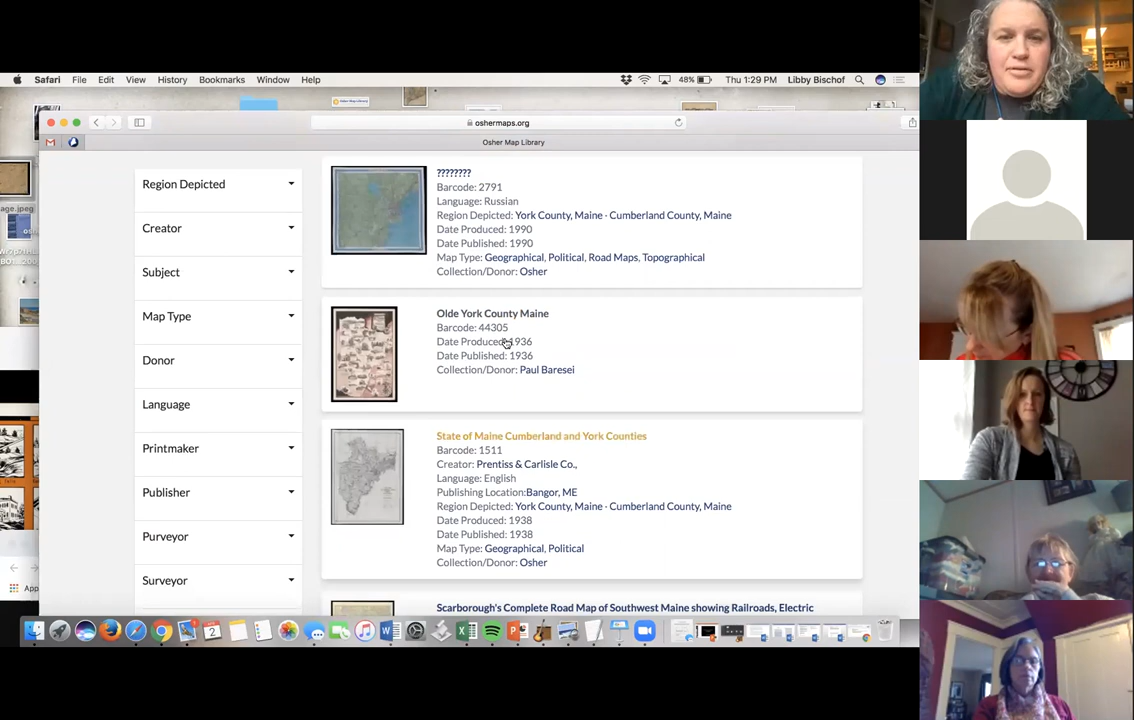 Safari File Edit View History Bookmarks Window Help 48% Thu 1:29 PM Libby Bischof
oshermaps.org
Osher Map Library
Region Depicted
Creator
Subject
Map Type
Donor
Language
Printmaker
Publisher
Purveyor
Surveyor
????????
Barcode: 2791
Language: Russian
Region Depicted: York County, Maine · Cumberland County, Maine
Date Produced: 1990
Date Published: 1990
Map Type: Geographical, Political, Road Maps, Topographical
Collection/Donor: Osher
Olde York County Maine
Barcode: 44305
Date Produced: 1936
Date Published: 1936
Collection/Donor: Paul Baresei
State of Maine Cumberland and York Counties
Barcode: 1511
Creator: Prentiss & Carlisle Co.,
Language: English
Publishing Location:Bangor, ME
Region Depicted: York County, Maine · Cumberland County, Maine
Date Produced: 1938
Date Published: 1938
Map Type: Geographical, Political
Collection/Donor: Osher
Scarborough's Complete Road Map of Southwest Maine showing Railroads, Electric
age.jpeg
App
2